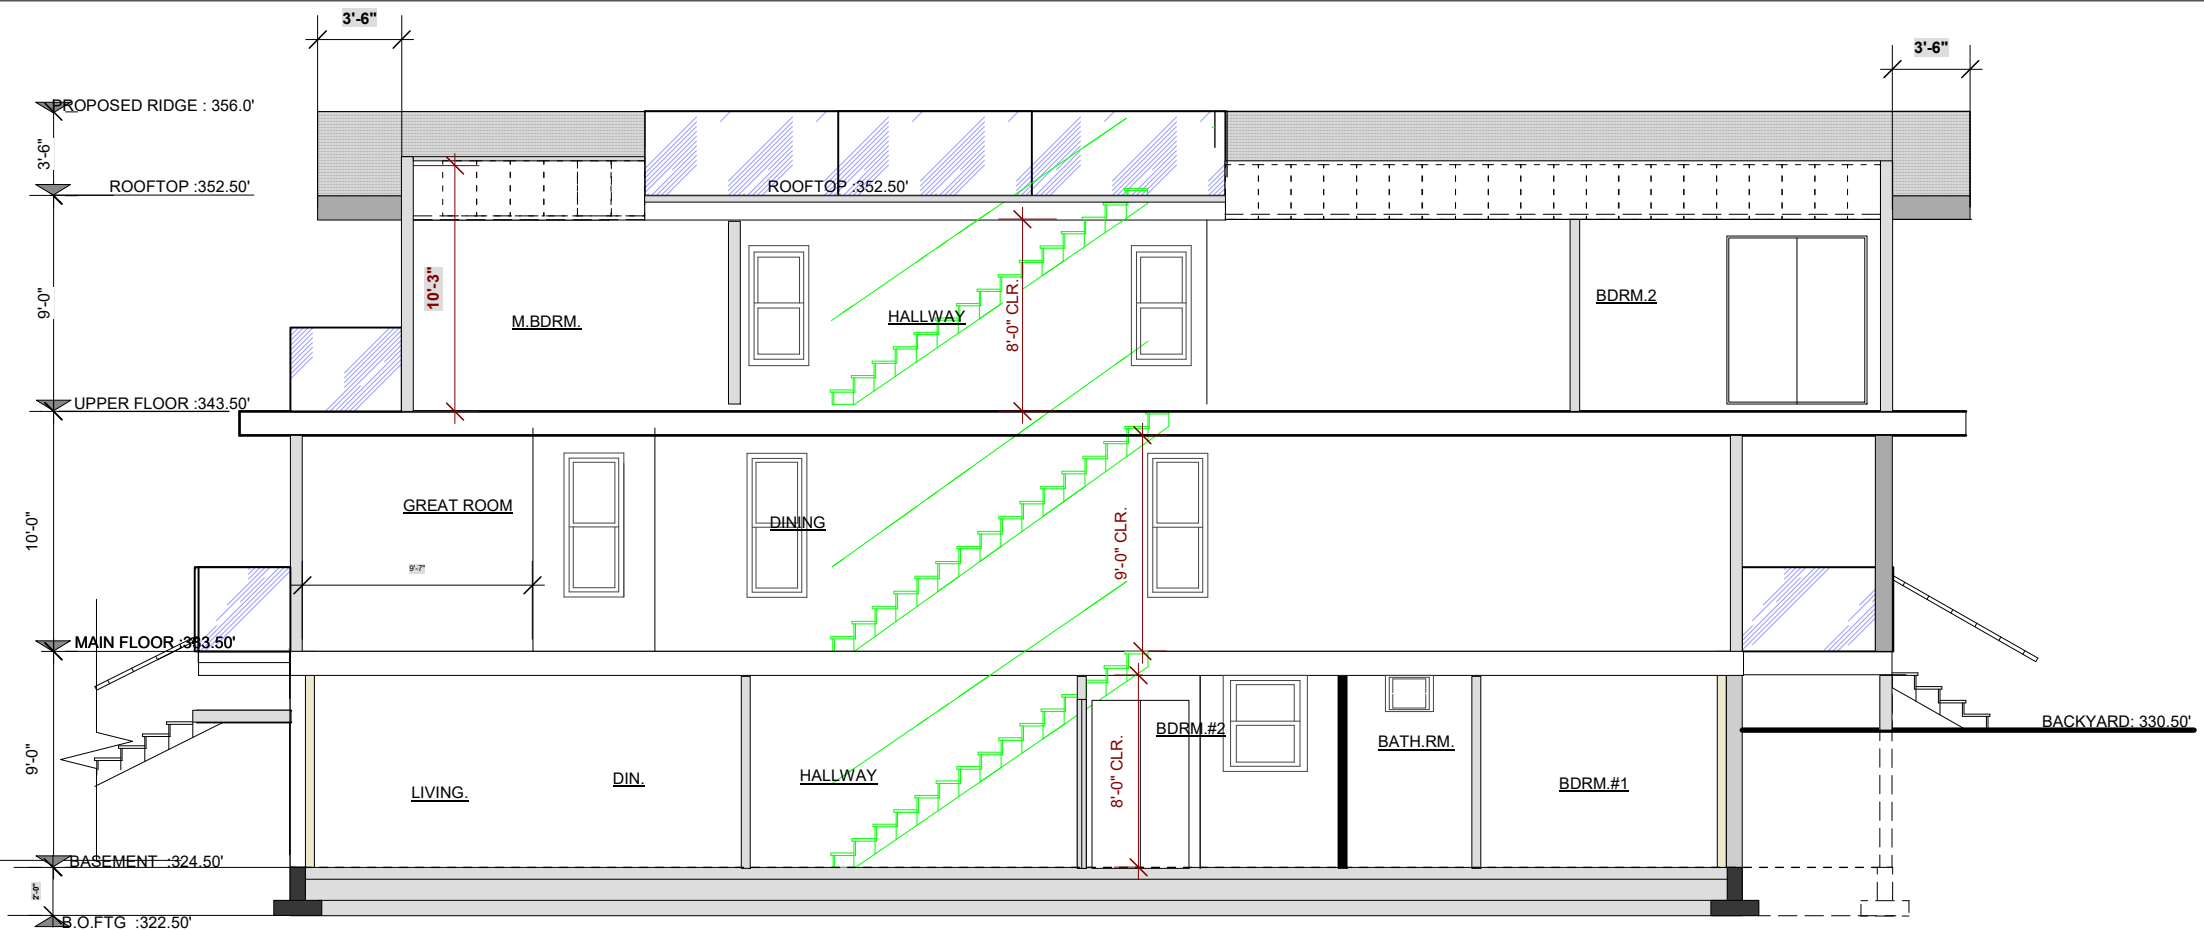 3'-6"
3'-6"
PROPOSED RIDGE : 356.0'
3'-6"
ROOFTOP :352.50'
ROOFTOP :352.50'
9'-0"
10'-3"
M.BDRM.
HALLWAY
8'-0" CLR.
BDRM.2
UPPER FLOOR :343.50'
10'-0"
GREAT ROOM
DINING
9'-7"
9'-0" CLR.
MAIN FLOOR :333.50'
9'-0"
LIVING.
DIN.
HALLWAY
8'-0" CLR.
BDRM.#2
BATH.RM.
BDRM.#1
BACKYARD: 330.50'
BASEMENT :324.50'
2'-0"
B.O.FTG :322.50'